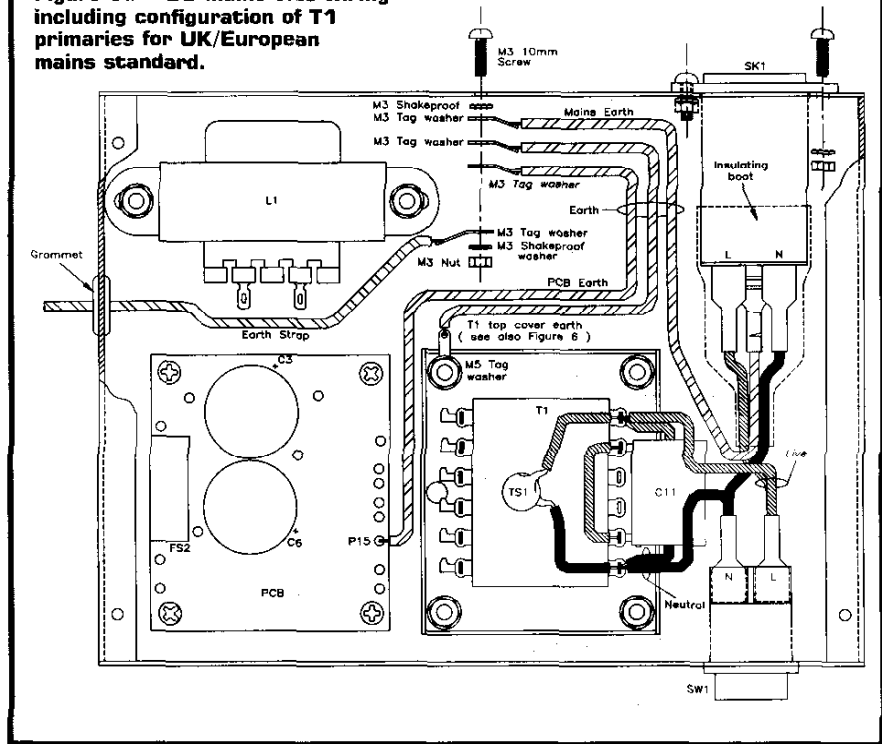 including configuration of T1
primaries for UK/European
mains standard.
M3 10mm
Screw
SK1
M3 Shakeproof
M3 Tag washer
Mains Earth
M3 Tag washer
M3 Tag washer
Insulating
boot
L1
Earth
L
N
M3 Tag washer
M3 Shakeproof
washer
M3 Nut
Grommet
PCB Earth
Earth Strap
T1 top cover earth
( see also Figure 6 )
M5 Tag
washer
+
C3
T1
Live
TS1
C11
FS2
+
C6
P15
N
L
PCB
Neutral
SW1